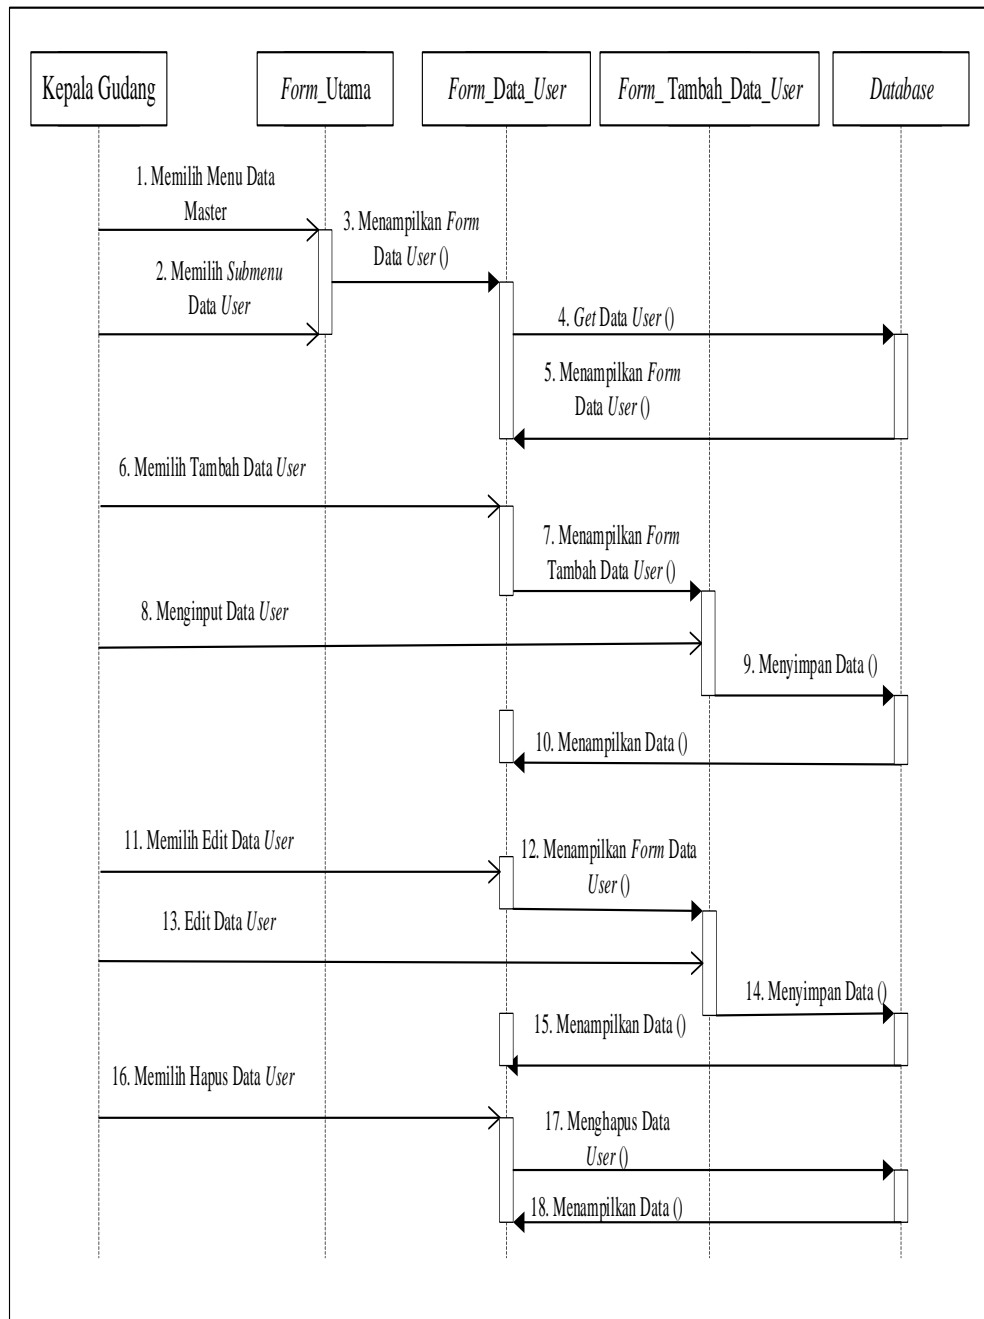 Kepala Gudang
Form_Utama
Form_Data_User
Form_ Tambah_Data_User
Database
1. Memilih Menu Data
Master
2. Memilih Submenu
Data User
3. Menampilkan Form
Data User ()
4. Get Data User ()
5. Menampilkan Form
Data User ()
6. Memilih Tambah Data User
7. Menampilkan Form
Tambah Data User ()
8. Menginput Data User
9. Menyimpan Data ()
10. Menampilkan Data ()
11. Memilih Edit Data User
12. Menampilkan Form Data
User ()
13. Edit Data User
14. Menyimpan Data ()
15. Menampilkan Data ()
16. Memilih Hapus Data User
17. Menghapus Data
User ()
18. Menampilkan Data ()